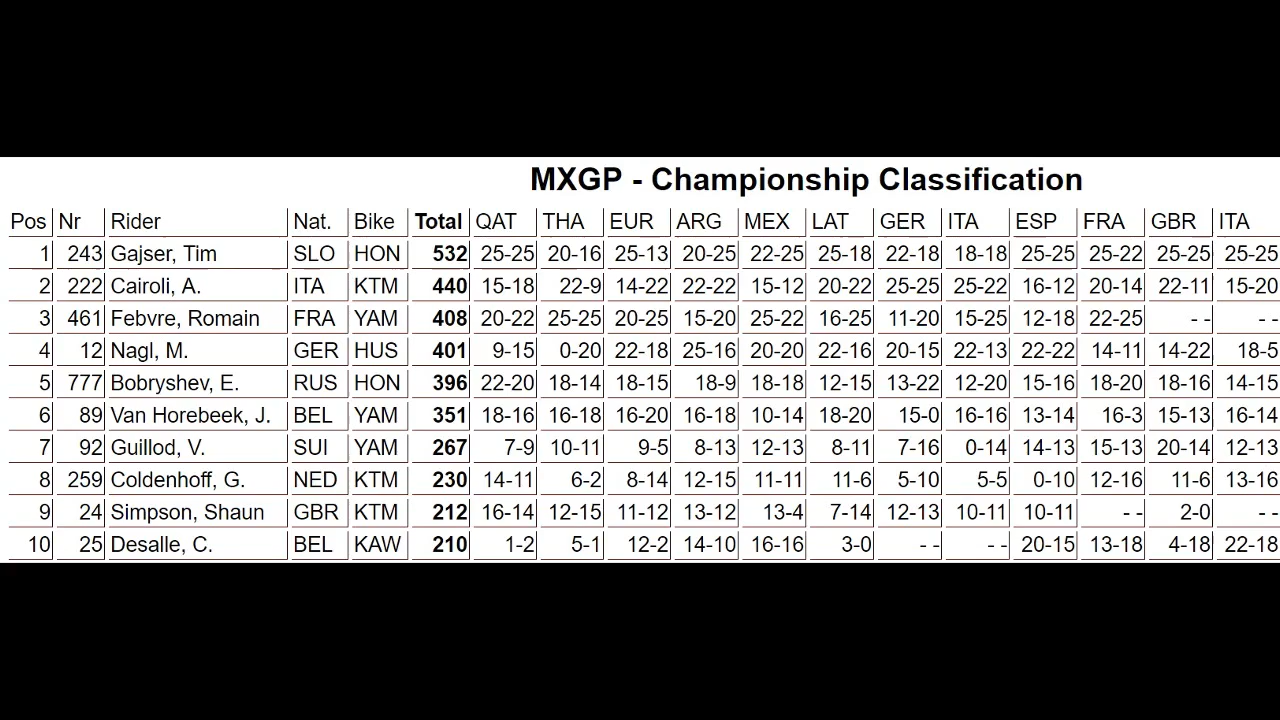 MXGP - Championship Classification
Pos Nr Rider Nat. Bike Total QAT THA EUR ARG MEX LAT GER ITA ESP FRA GBR ITA
1 243 Gajser, Tim SLO HON 532 25-25 20-16 25-13 20-25 22-25 25-18 22-18 18-18 25-25 25-22 25-25 25-25
2 222 Cairoli, A. ITA KTM 440 15-18 22-9 14-22 22-22 15-12 20-22 25-25 25-22 16-12 20-14 22-11 15-20
3 461 Febvre, Romain FRA YAM 408 20-22 25-25 20-25 15-20 25-22 16-25 11-20 15-25 12-18 22-25 - - - -
4 12 Nagl, M. GER HUS 401 9-15 0-20 22-18 25-16 20-20 22-16 20-15 22-13 22-22 14-11 14-22 18-5
5 777 Bobryshev, E. RUS HON 396 22-20 18-14 18-15 18-9 18-18 12-15 13-22 12-20 15-16 18-20 18-16 14-15
6 89 Van Horebeek, J. BEL YAM 351 18-16 16-18 16-20 16-18 10-14 18-20 15-0 16-16 13-14 16-3 15-13 16-14
7 92 Guillod, V. SUI YAM 267 7-9 10-11 9-5 8-13 12-13 8-11 7-16 0-14 14-13 15-13 20-14 12-13
8 259 Coldenhoff, G. NED KTM 230 14-11 6-2 8-14 12-15 11-11 11-6 5-10 5-5 0-10 12-16 11-6 13-16
9 24 Simpson, Shaun GBR KTM 212 16-14 12-15 11-12 13-12 13-4 7-14 12-13 10-11 10-11 - - 2-0 - -
10 25 Desalle, C. BEL KAW 210 1-2 5-1 12-2 14-10 16-16 3-0 - - - - 20-15 13-18 4-18 22-18